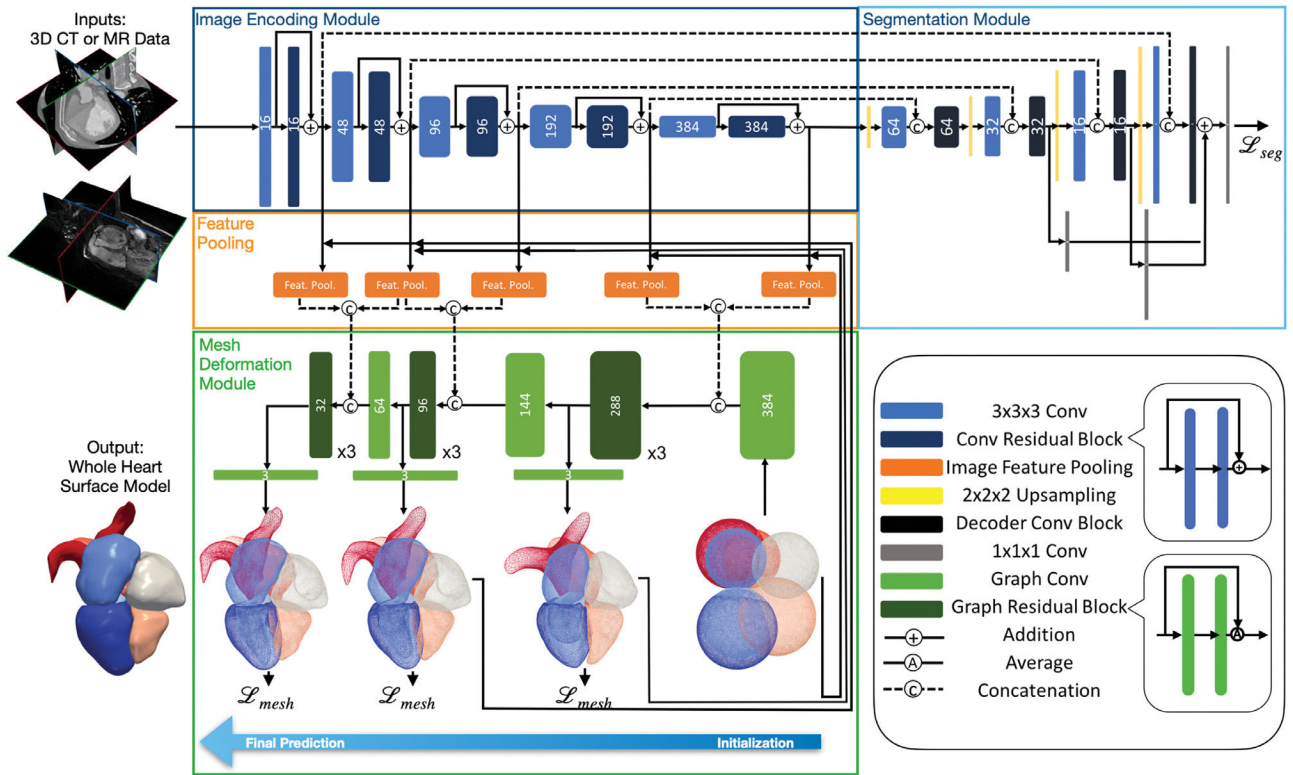 Inputs:
3D CT or MR Data
Image Encoding Module
Segmentation Module
16
16
48
48
96
96
192
192
384
384
64
C
64
32
C
32
16
C
16
C
ℒseg
Feature
Pooling
Feat. Pool.
Feat. Pool.
Feat. Pool.
Feat. Pool.
Feat. Pool.
C
C
C
Mesh
Deformation
Module
32
C
64
96
C
144
288
C
384
x3
x3
x3
3
3
3
Output:
Whole Heart
Surface Model
ℒmesh
ℒmesh
ℒmesh
Final Prediction
Initialization
3x3x3 Conv
Conv Residual Block
Image Feature Pooling
2x2x2 Upsampling
Decoder Conv Block
1x1x1 Conv
Graph Conv
Graph Residual Block
Addition
A
Average
C
Concatenation
A